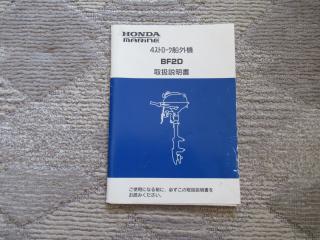 HONDA
marine
4ストローク船外機
BF2D
取扱説明書
ご使用になる前に、必ずこの取扱説明書を
お読みください。